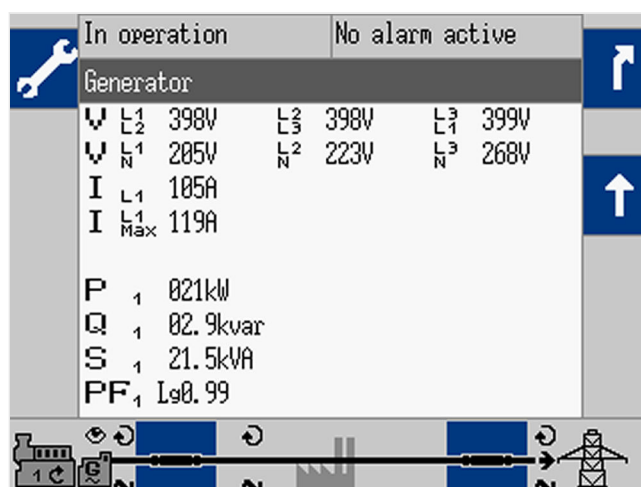 In operation No alarm active
Generator
V L1 L2 398V L2 L3 398V L3 L1 399V
V L1 N 205V L2 N 223V L3 N 268V
I L1 105A
I L1 Max 119A
P 1 021kW
Q 1 02.9kvar
S 1 21.5kVA
PF1 Lg0.99
G
1